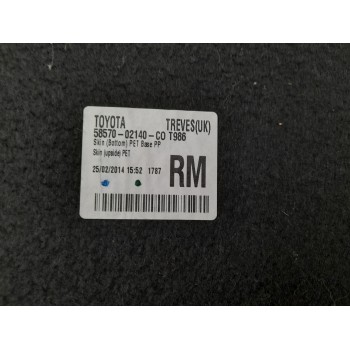 TOYOTA TREVES(UK)
58570-02140-CO T986
Skin (Bottom) PET Base PP
Skin (upside) PET
25/02/2014 15:52 1787
RM